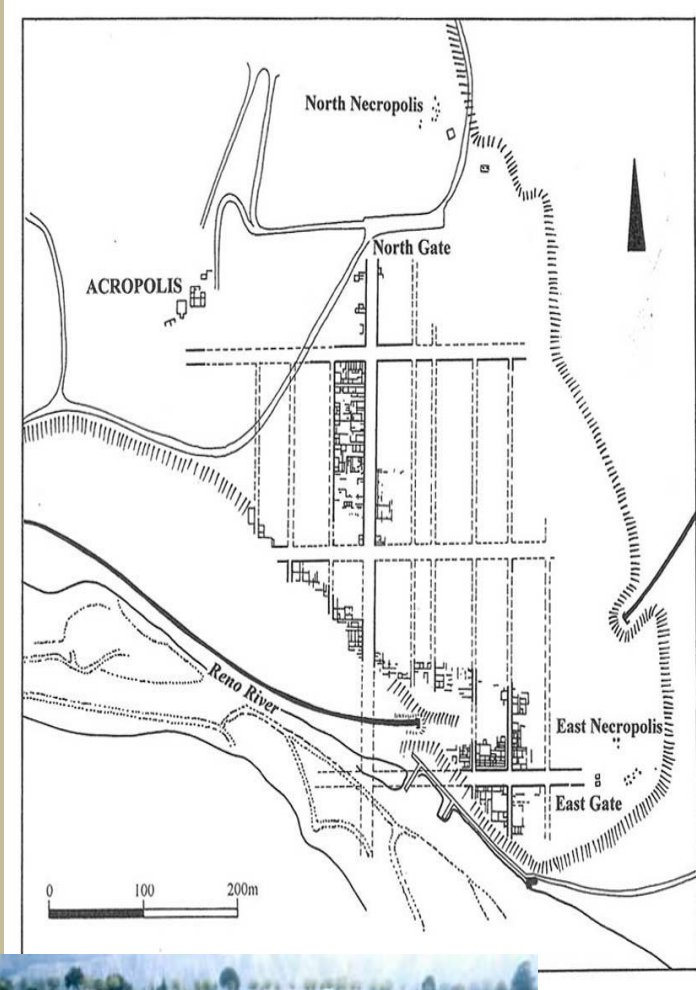 North Necropolis
North Gate
ACROPOLIS
Reno River
East Necropolis
East Gate
0 100 200m